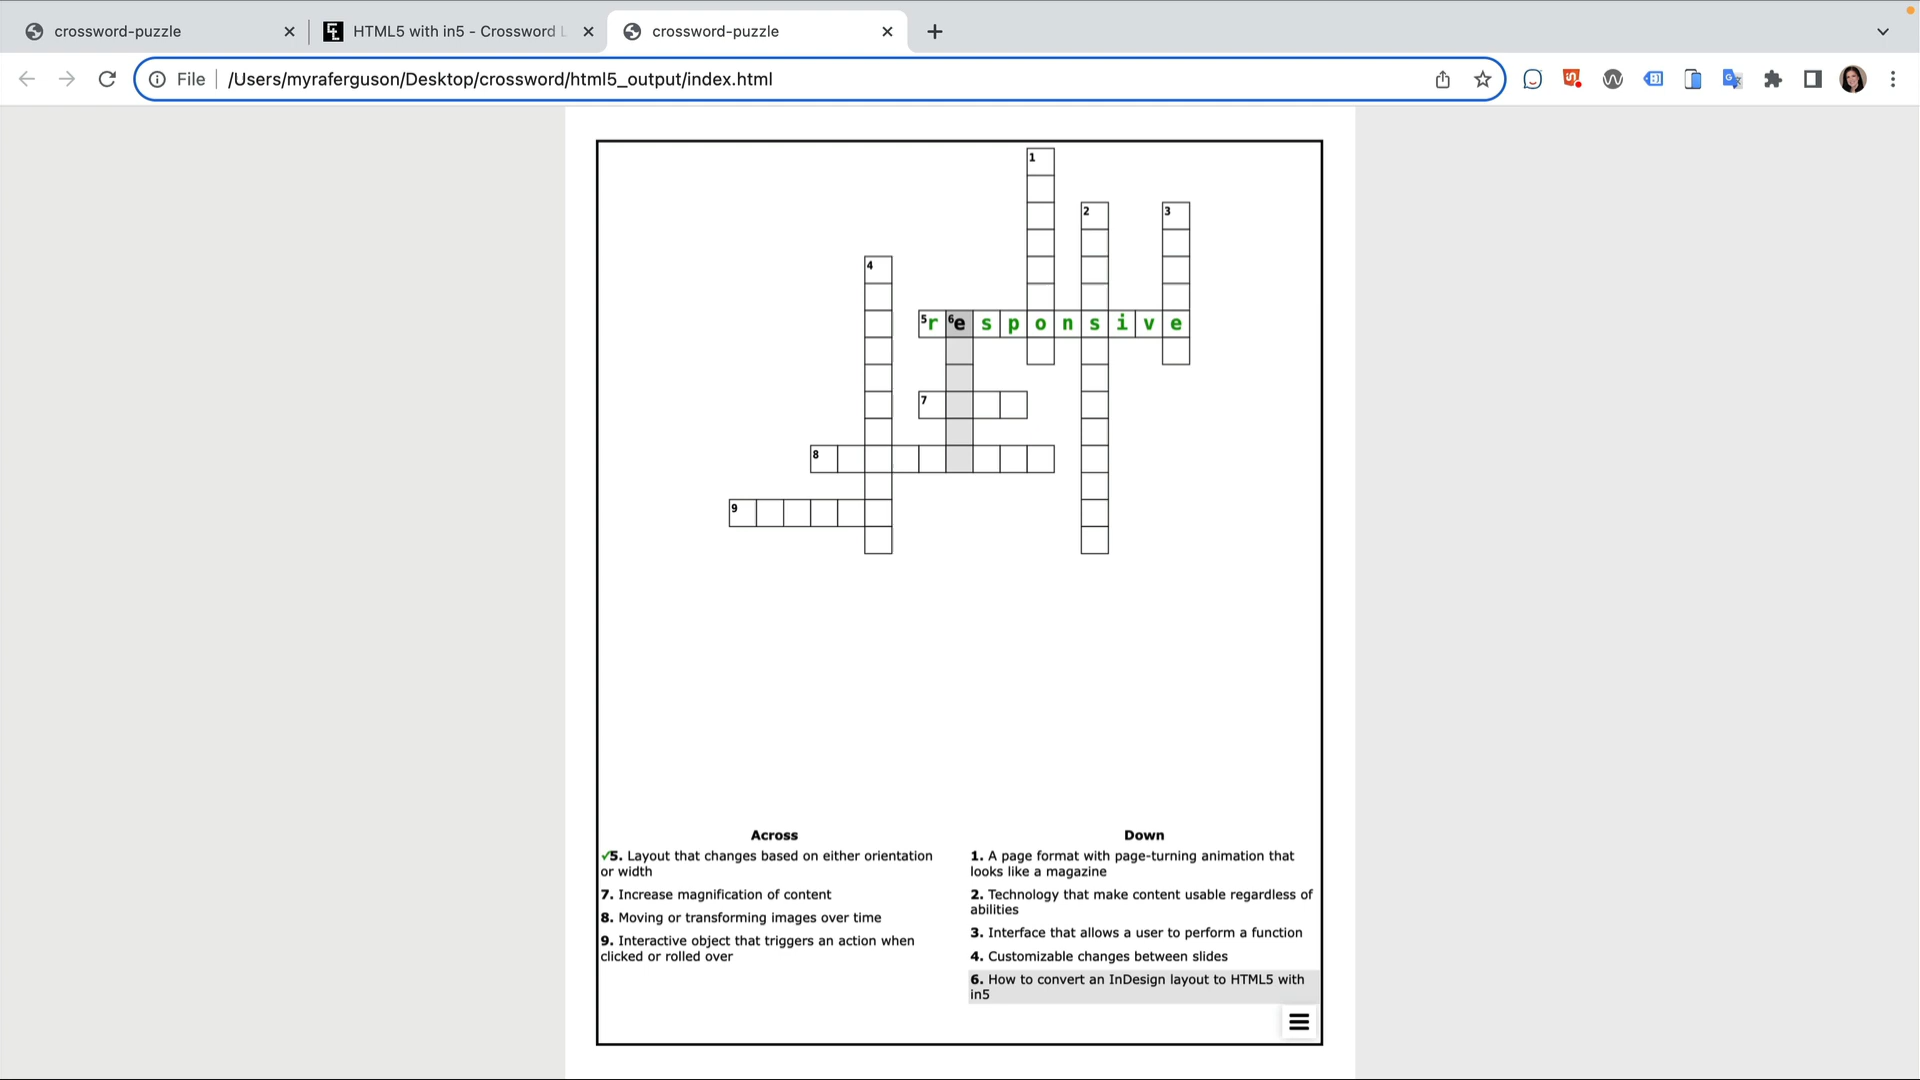 crossword-puzzle
HTML5 with in5 - Crossword
crossword-puzzle
File
/Users/myraferguson/Desktop/crossword/html5_output/index.html
1
2 3
4
5r 6e s p o n s i v e
7
8
9
Across
✓5. Layout that changes based on either orientation
or width
7. Increase magnification of content
8. Moving or transforming images over time
9. Interactive object that triggers an action when
clicked or rolled over
Down
1. A page format with page-turning animation that
looks like a magazine
2. Technology that make content usable regardless of
abilities
3. Interface that allows a user to perform a function
4. Customizable changes between slides
6. How to convert an InDesign layout to HTML5 with
in5